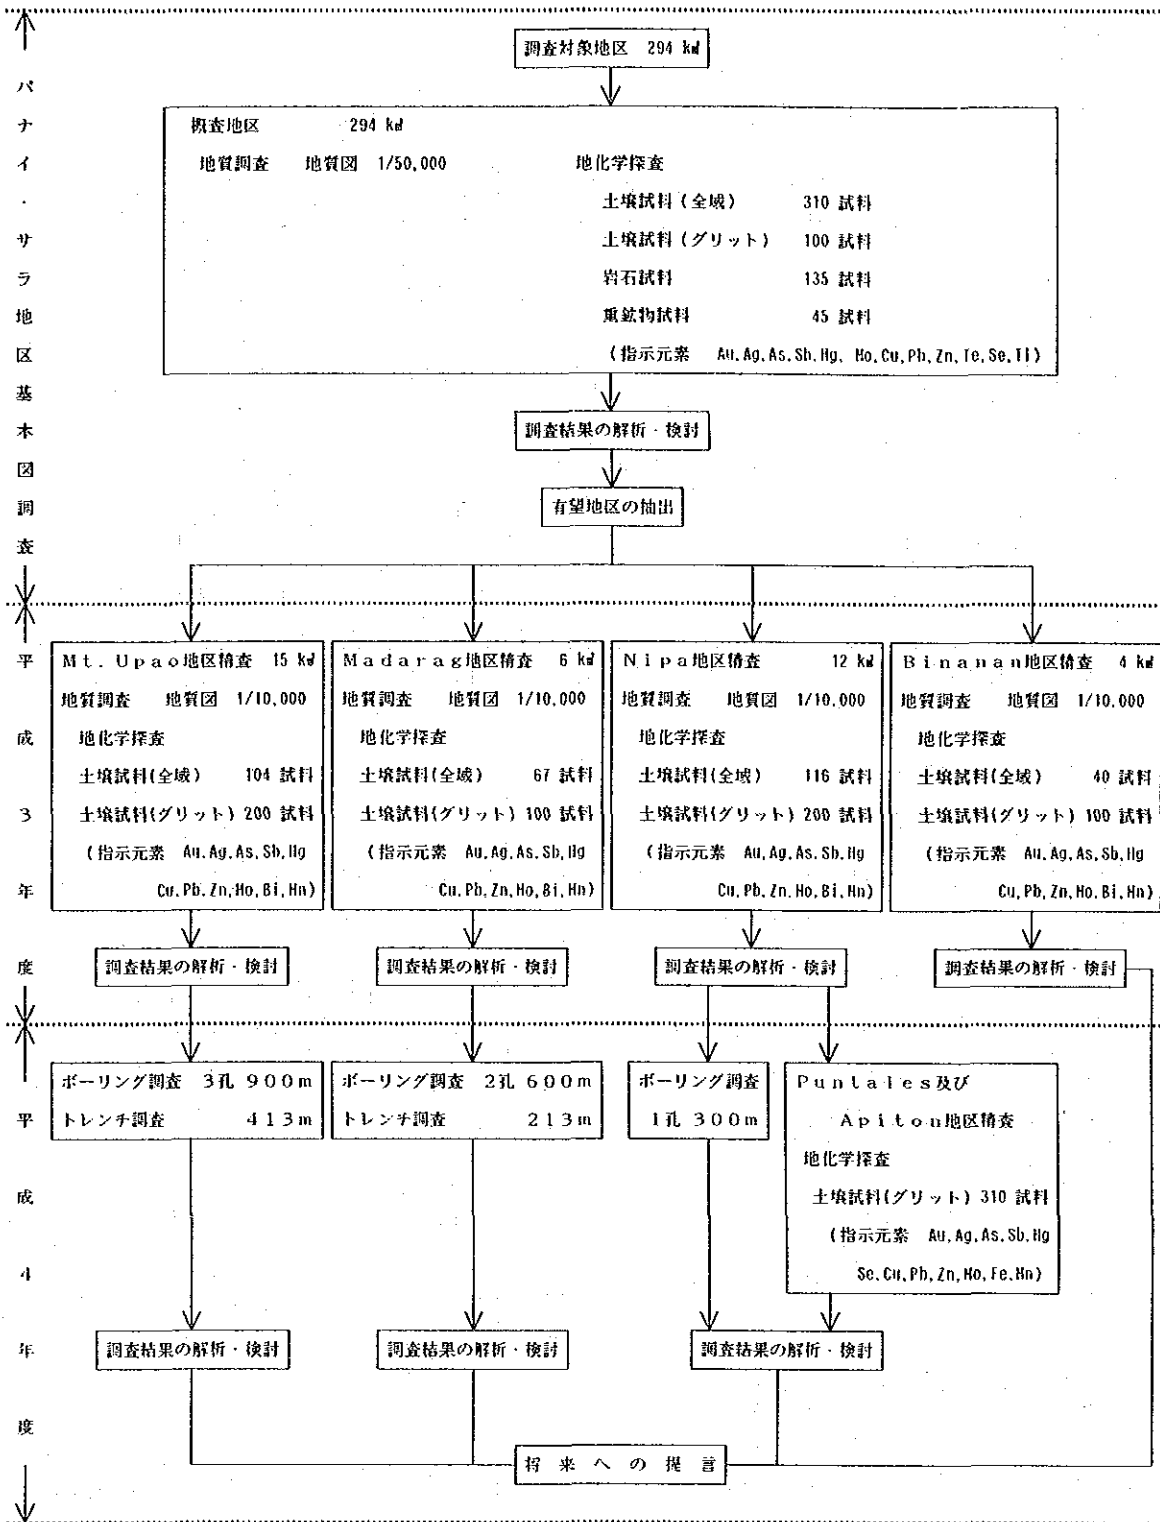 調査対象地区 294 k㎡
パナイ・サラ地区基本図調査
概査地区 294 k㎡
地質調査 地質図 1/50,000
地化学探査
土壌試料(全域) 310 試料
土壌試料(グリット) 100 試料
岩石試料 135 試料
重鉱物試料 45 試料
(指示元素 Au,Ag,As,Sb,Hg, Mo,Cu,Pb,Zn,Te,Se,Tl)
調査結果の解析・検討
有望地区の抽出
平成3年度
Mt. Upao地区精査 15 k㎡
地質調査 地質図 1/10,000
地化学探査
土壌試料(全域) 104 試料
土壌試料(グリット) 200 試料
(指示元素 Au,Ag,As,Sb,Hg
Cu,Pb,Zn,Mo,Bi,Mn)
Madarag地区精査 6 k㎡
地質調査 地質図 1/10,000
地化学探査
土壌試料(全域) 67 試料
土壌試料(グリット) 100 試料
(指示元素 Au,Ag,As,Sb,Hg
Cu,Pb,Zn,Mo,Bi,Mn)
Nipa地区精査 12 k㎡
地質調査 地質図 1/10,000
地化学探査
土壌試料(全域) 116 試料
土壌試料(グリット) 200 試料
(指示元素 Au,Ag,As,Sb,Hg
Cu,Pb,Zn,Mo,Bi,Mn)
Binanan地区精査 4 k㎡
地質調査 地質図 1/10,000
地化学探査
土壌試料(全域) 40 試料
土壌試料(グリット) 100 試料
(指示元素 Au,Ag,As,Sb,Hg
Cu,Pb,Zn,Mo,Bi,Mn)
調査結果の解析・検討
調査結果の解析・検討
調査結果の解析・検討
調査結果の解析・検討
平成4年度
ボーリング調査 3孔 900m
トレンチ調査 413m
ボーリング調査 2孔 600m
トレンチ調査 213m
ボーリング調査
1孔 300m
Puntales及び
Apiton地区精査
地化学探査
土壌試料(グリット) 310 試料
(指示元素 Au,Ag,As,Sb,Hg
Se,Cu,Pb,Zn,Mo,Fe,Mn)
調査結果の解析・検討
調査結果の解析・検討
調査結果の解析・検討
将来への提言